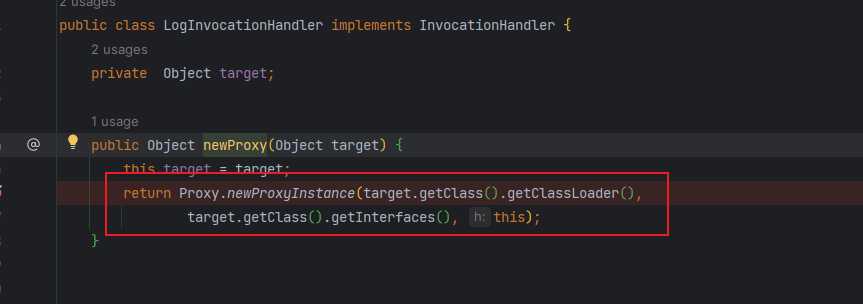 2 usages
public class LogInvocationHandler implements InvocationHandler {
2 usages
private Object target;
1 usage
public Object newProxy(Object target) {
this.target = target;
return Proxy.newProxyInstance(target.getClass().getClassLoader(),
target.getClass().getInterfaces(), h: this);
}